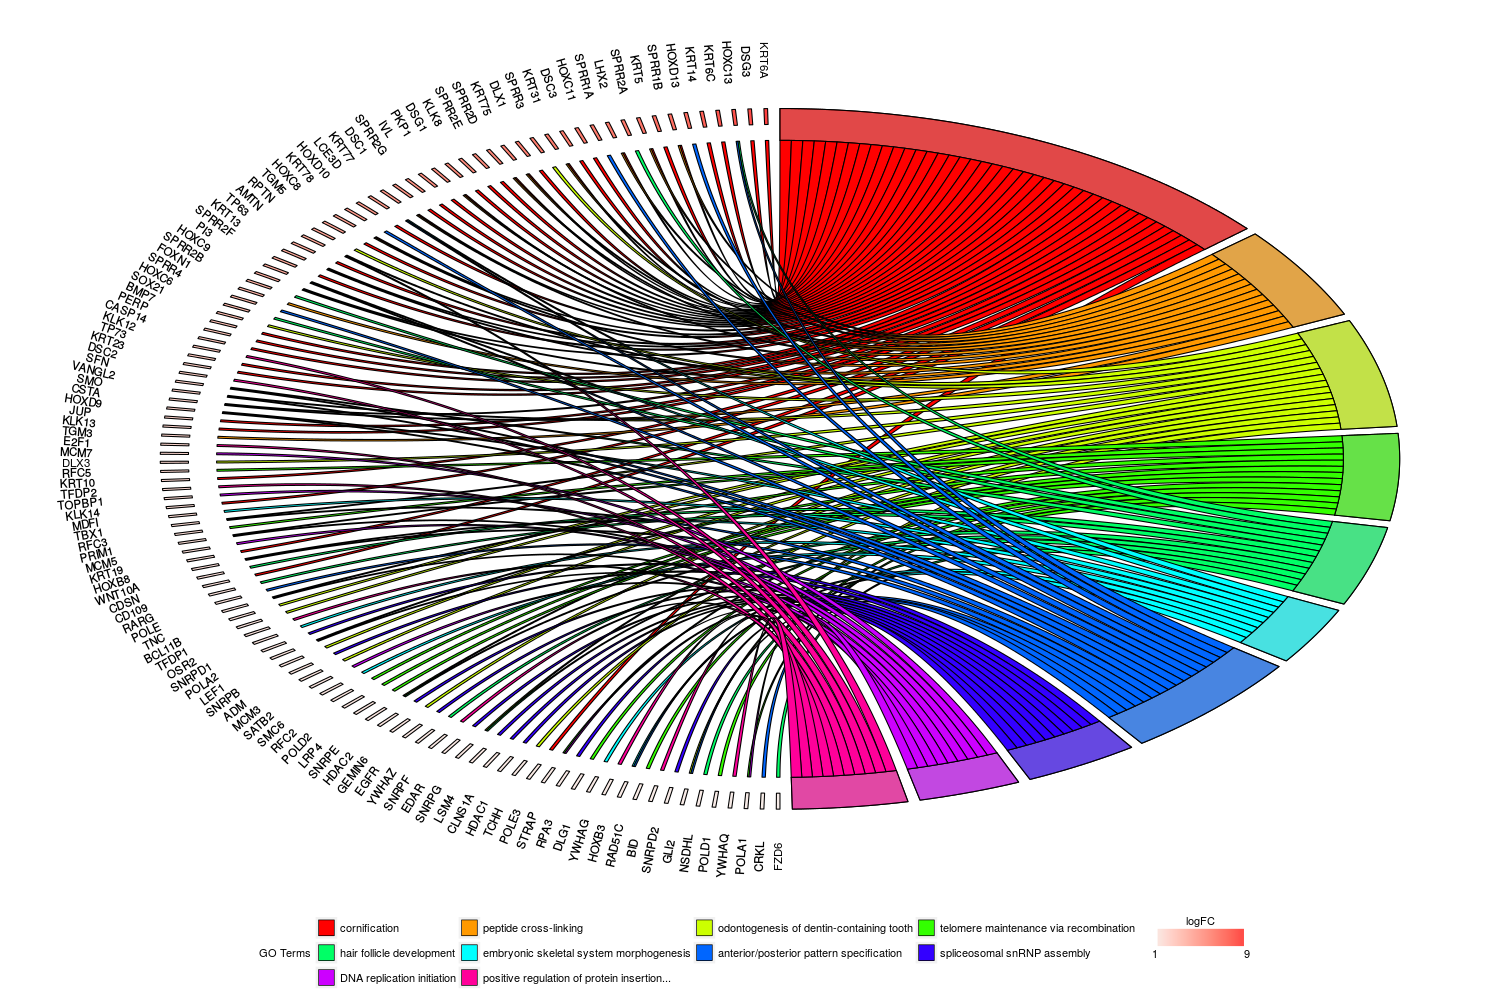 KRT6A
DSG3
HOXC13
KRT6C
KRT14
HOXD13
SPRR1B
KRT5
SPRR2A
LHX2
SPRR1A
HOXC11
DSC3
KRT31
SPRR3
DLX1
KRT75
SPRR2D
SPRR2E
KLK8
DSG1
PKP1
IVL
SPRR2G
DSC1
KRT77
LCE3D
HOXD10
KRT78
HOXC8
TGM5
RPTN
AMTN
TP63
KRT13
SPRR2F
PI3
HOXC9
SPRR2B
FOXN1
SPRR4
HOXC6
SOX21
BMP7
PERP
CASP14
KLK12
TP73
KRT23
DSC2
SFN
VANGL2
SMO
CSTA
HOXD9
JUP
KLK13
TGM3
E2F1
MCM7
DLX3
RFC5
KRT10
TFDP2
TOPBP1
KLK14
MDFI
TBX1
RFC3
PRIM1
MCM5
KRT19
HOXB8
WNT10A
CDSN
CD109
RARG
POLE
TNC
BCL11B
TFDP1
OSR2
SNRPD1
POLA2
LEF1
SNRPB
ADM
MCM3
SATB2
SMC6
RFC2
POLD2
LRP4
SNRPE
HDAC2
GEMIN6
EGFR
YWHAZ
SNRPF
EDAR
SNRPG
LSM4
CLNS1A
HDAC1
TCHH
POLE3
STRAP
RPA3
DLG1
YWHAG
HOXB3
RAD51C
BID
SNRPD2
GLI2
NSDHL
POLD1
YWHAQ
POLA1
CRKL
FZD6
GO Terms
cornification
peptide cross-linking
odontogenesis of dentin-containing tooth
telomere maintenance via recombination
hair follicle development
embryonic skeletal system morphogenesis
anterior/posterior pattern specification
spliceosomal snRNP assembly
DNA replication initiation
positive regulation of protein insertion...
logFC
1
9